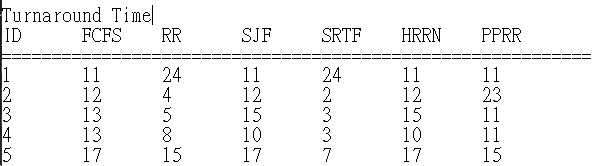 Turnaround Time
ID FCFS RR SJF SRTF HRRN PPRR
===========================================================
1 11 24 11 24 11 11
2 12 4 12 2 12 23
3 13 5 15 3 15 11
4 13 8 10 3 10 11
5 17 15 17 7 17 15